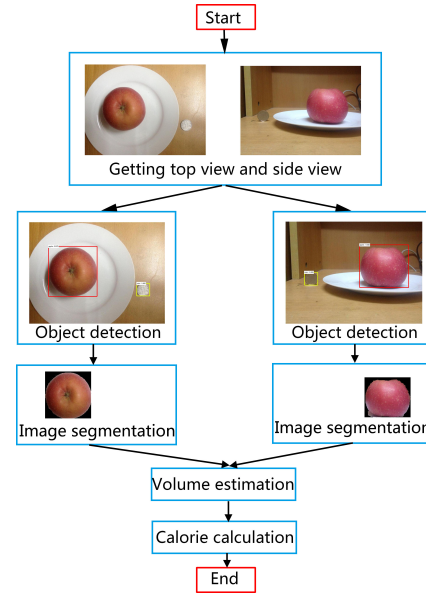 Start
Getting top view and side view
Object detection
Object detection
Image segmentation
Image segmentation
Volume estimation
Calorie calculation
End